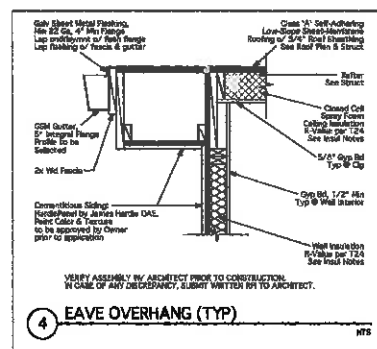 Galv Sheet Metal Flashing,
Min 22 Ga, 4" Min Flange
Lap underlaymnt o/ flash flange
Lap flashing o/ fascia & gutter
GSM Gutter
5" Integral Flange
Profile to be
Selected
2x Wd Fascia
Cementitious Siding:
HardiePanel by James Hardie OAE.
Paint Color & Texture
to be approved by Owner
prior to application
Class "A" Self-Adhering
Low-Slope Sheet-Membrane
Roofing o/ 3/4" Roof Sheathing
See Roof Plan & Struct
Rafter
See Struct
Closed Cell
Spray Foam
Ceiling Insulation
R-Value per T24
See Insul Notes
5/8" Gyp Bd
Typ @ Clg
Gyp Bd, 1/2" Min
Typ @ Wall Interior
Wall Insulation
R-Value per T24
See Insul Notes
VERIFY ASSEMBLY W/ ARCHITECT PRIOR TO CONSTRUCTION.
IN CASE OF ANY DISCREPANCY, SUBMIT WRITTEN RFI TO ARCHITECT.
4 EAVE OVERHANG (TYP)
NTS